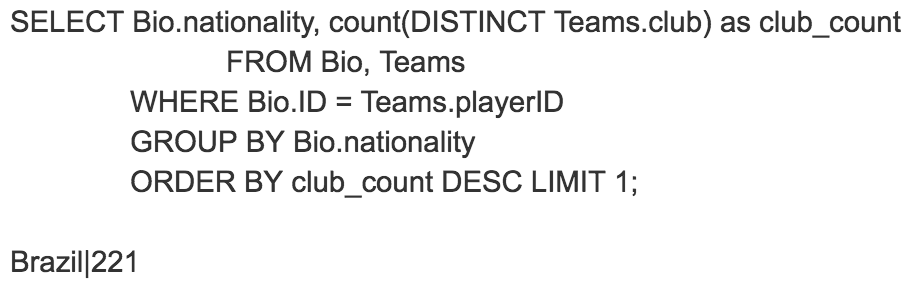 SELECT Bio.nationality, count(DISTINCT Teams.club) as club_count
FROM Bio, Teams
WHERE Bio.ID = Teams.playerID
GROUP BY Bio.nationality
ORDER BY club_count DESC LIMIT 1;
Brazil|221